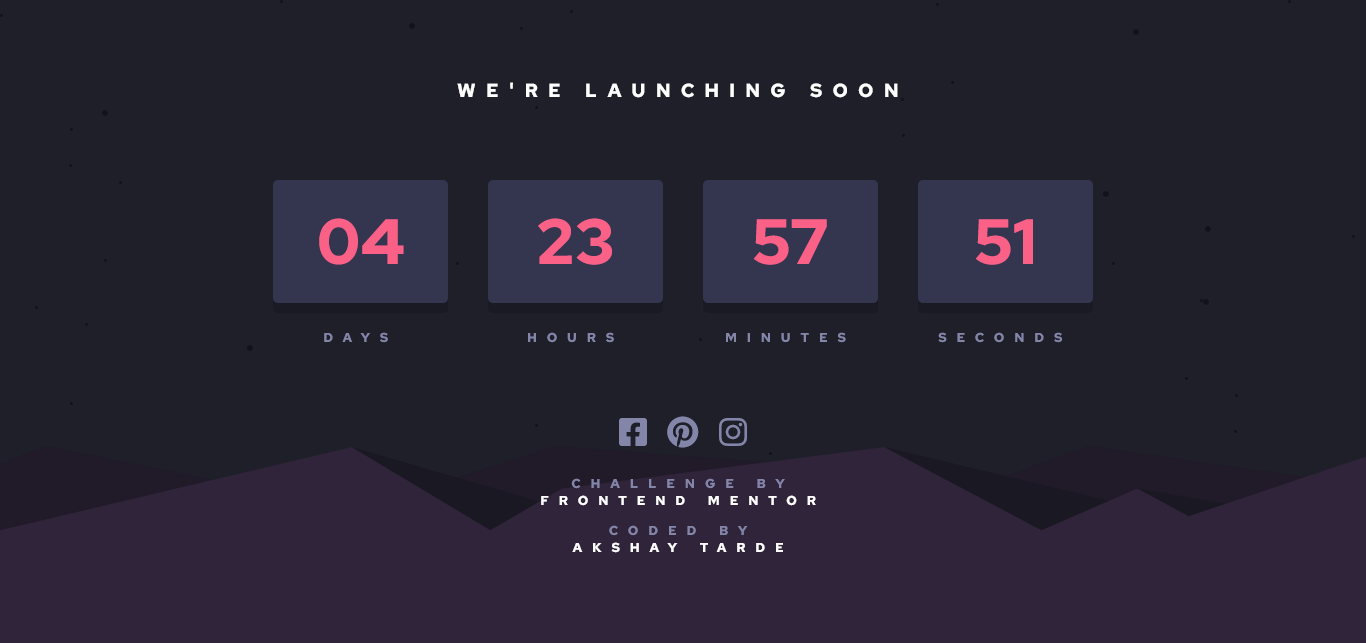 WE'RE LAUNCHING SOON
04 23 57 51
DAYS HOURS MINUTES SECONDS
CHALLENGE BY
FRONTEND MENTOR
CODED BY
AKSHAY TARDE